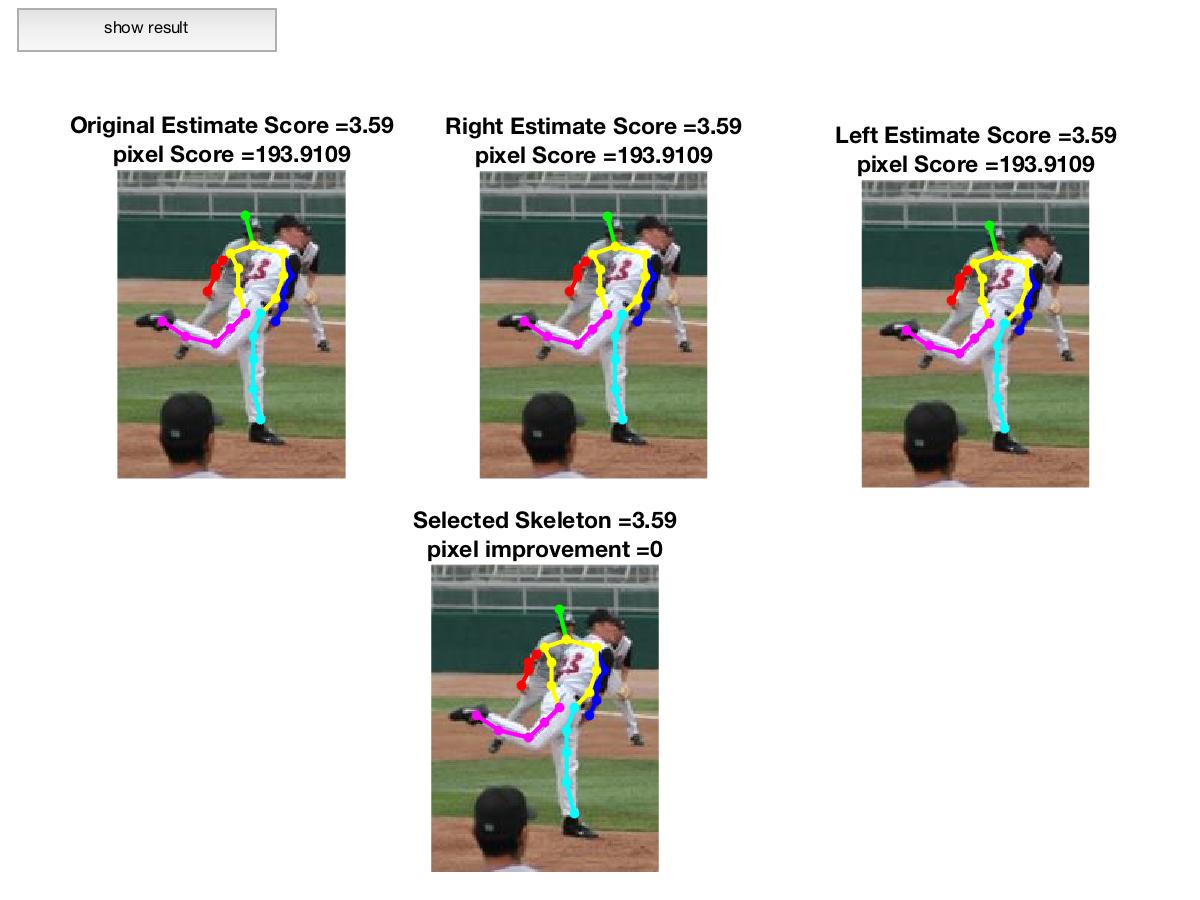 show result
Original Estimate Score =3.59
pixel Score =193.9109
Right Estimate Score =3.59
pixel Score =193.9109
Left Estimate Score =3.59
pixel Score =193.9109
Selected Skeleton =3.59
pixel improvement =0